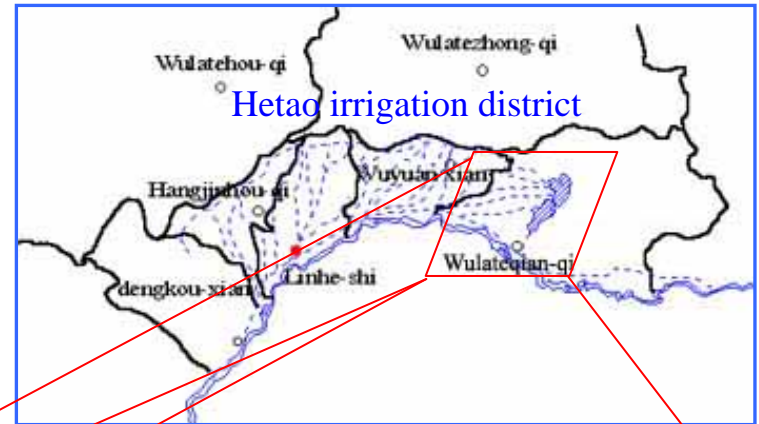 Wulatezhong-qi
Wulatehou-qi
Hetao irrigation district
Wuyuan xian
Hangjinhou-qi
Wulateqian-qi
Linhe-shi
dengkou-xian